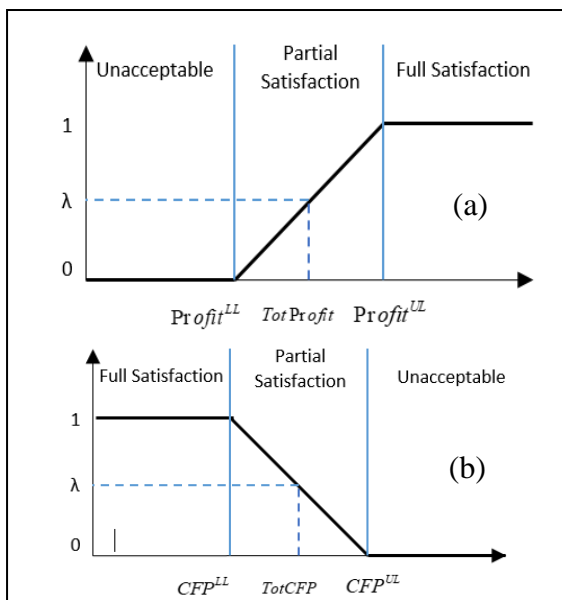 Unacceptable Partial Satisfaction Full Satisfaction
1
λ
(a)
0
Profit^LL TotProfit Profit^UL
Full Satisfaction Partial Satisfaction Unacceptable
1
(b)
λ
0
CFP^LL TotCFP CFP^UL